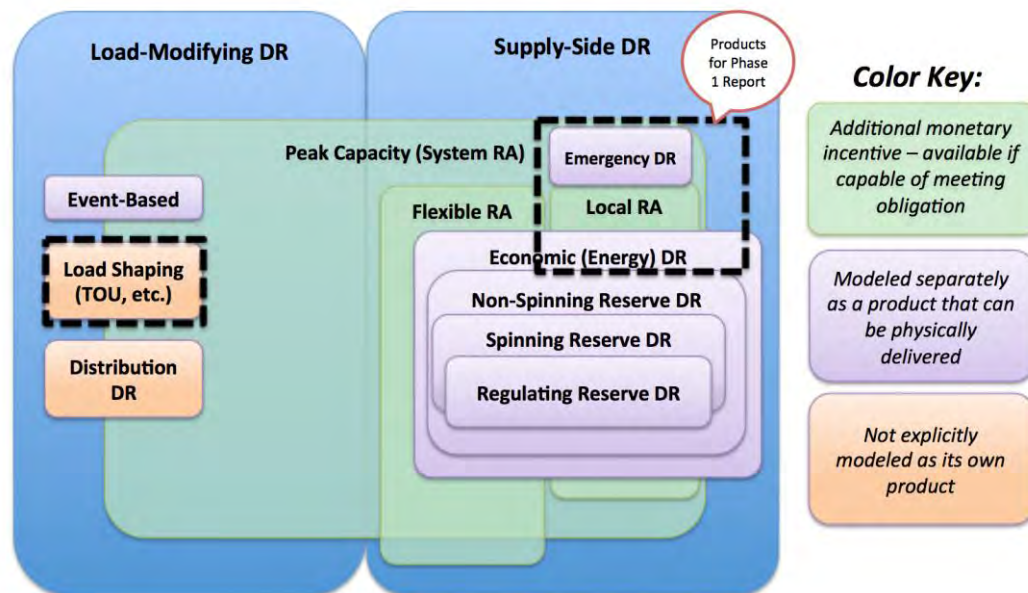 Load-Modifying DR
Supply-Side DR
Products
for Phase
1 Report
Peak Capacity (System RA)
Emergency DR
Event-Based
Flexible RA
Local RA
Load Shaping
(TOU, etc.)
Economic (Energy) DR
Non-Spinning Reserve DR
Spinning Reserve DR
Distribution
DR
Regulating Reserve DR
Color Key:
Additional monetary
incentive – available if
capable of meeting
obligation
Modeled separately
as a product that can
be physically
delivered
Not explicitly
modeled as its own
product